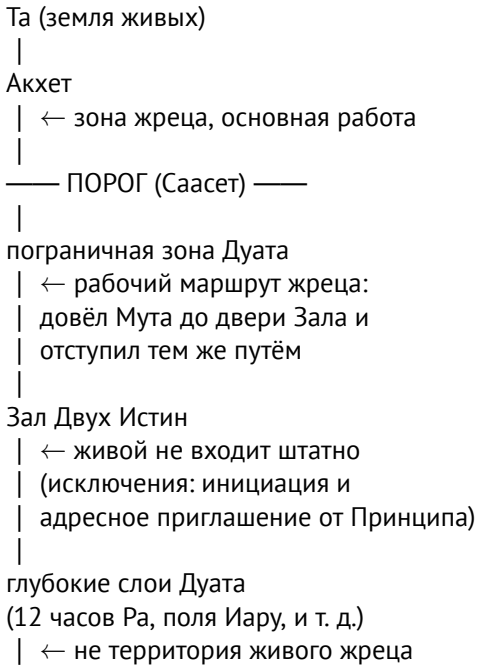 Та (земля живых)
|
Акхет
| ← зона жреца, основная работа
|
—— ПОРОГ (Саасет) ——
|
пограничная зона Дуата
| ← рабочий маршрут жреца:
| довёл Мута до двери Зала и
| отступил тем же путём
|
Зал Двух Истин
| ← живой не входит штатно
| (исключения: инициация и
| адресное приглашение от Принципа)
|
глубокие слои Дуата
(12 часов Ра, поля Иару, и т. д.)
| ← не территория живого жреца